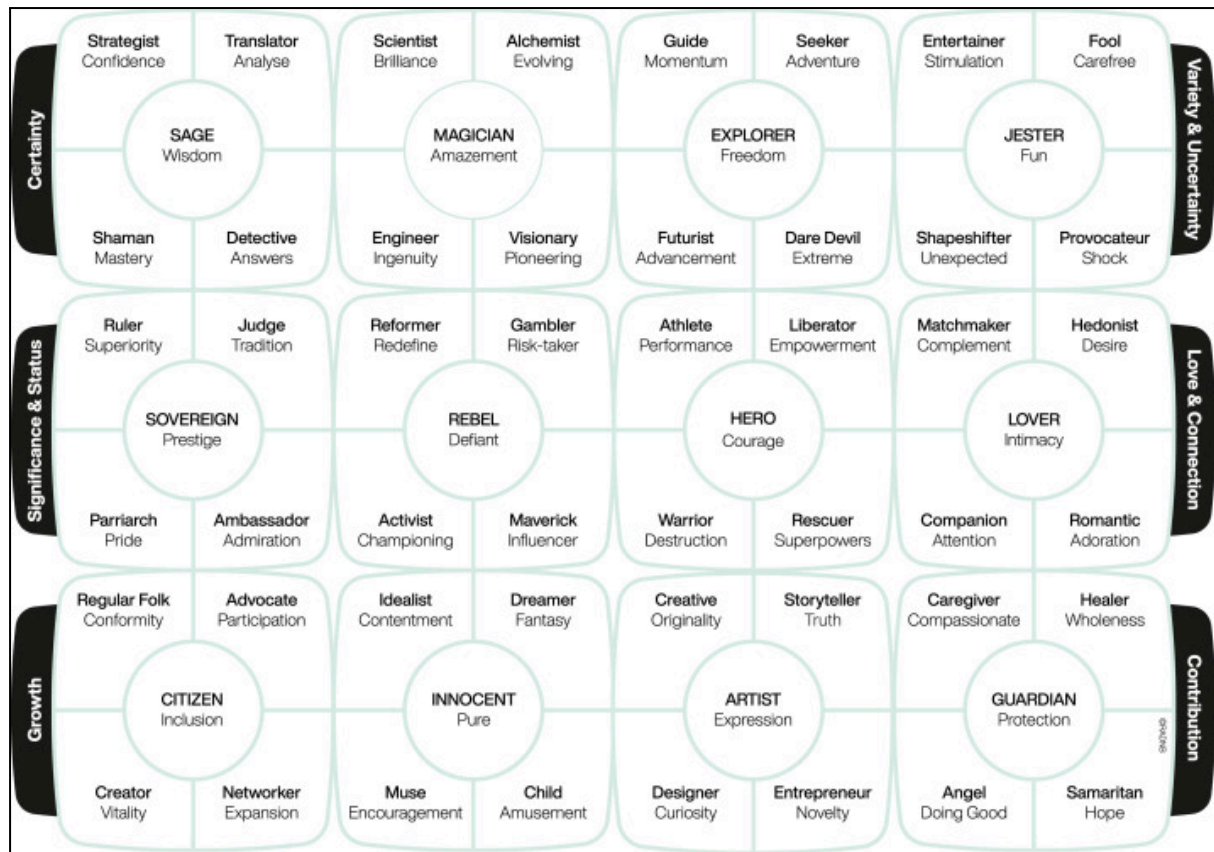 Certainty
Strategist
Confidence
Translator
Analyse
SAGE
Wisdom
Shaman
Mastery
Detective
Answers
Scientist
Brilliance
Alchemist
Evolving
MAGICIAN
Amazement
Engineer
Ingenuity
Visionary
Pioneering
Guide
Momentum
Seeker
Adventure
EXPLORER
Freedom
Futurist
Advancement
Dare Devil
Extreme
Entertainer
Stimulation
Fool
Carefree
JESTER
Fun
Shapeshifter
Unexpected
Provocateur
Shock
Variety & Uncertainty
Significance & Status
Ruler
Superiority
Judge
Tradition
SOVEREIGN
Prestige
Parriarch
Pride
Ambassador
Admiration
Reformer
Redefine
Gambler
Risk-taker
REBEL
Defiant
Activist
Championing
Maverick
Influencer
Athlete
Performance
Liberator
Empowerment
HERO
Courage
Warrior
Destruction
Rescuer
Superpowers
Matchmaker
Complement
Hedonist
Desire
LOVER
Intimacy
Companion
Attention
Romantic
Adoration
Love & Connection
Growth
Regular Folk
Conformity
Advocate
Participation
CITIZEN
Inclusion
Creator
Vitality
Networker
Expansion
Idealist
Contentment
Dreamer
Fantasy
INNOCENT
Pure
Muse
Encouragement
Child
Amusement
Creative
Originality
Storyteller
Truth
ARTIST
Expression
Designer
Curiosity
Entrepreneur
Novelty
Caregiver
Compassionate
Healer
Wholeness
GUARDIAN
Protection
Angel
Doing Good
Samaritan
Hope
Contribution